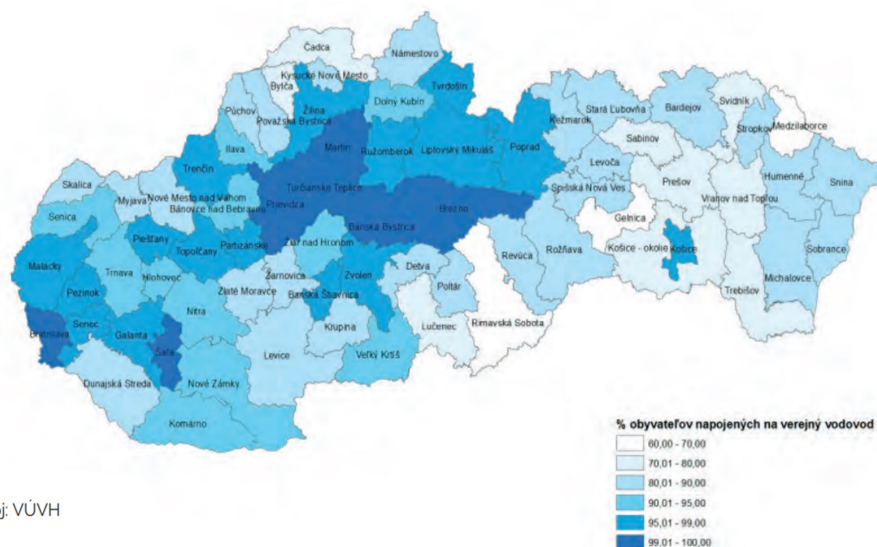 Čadca
Námestovo
Kysucké Nové Mesto
Bytča
Tvrdošín
Svidník
Púchov
Žilina
Dolný Kubín
Stará Ľubovňa
Bardejov
Medzilaborce
Považská Bystrica
Kežmarok
Stropkov
Ilava
Sabinov
Martin
Ružomberok
Liptovský Mikuláš
Poprad
Levoča
Trenčín
Prešov
Humenné
Snina
Skalica
Turčianske Teplice
Spišská Nová Ves
Vranov nad Topľou
Myjava
Nové Mesto nad Váhom
Prievidza
Gelnica
Bánovce nad Bebravou
Brezno
Senica
Banská Bystrica
Piešťany
Topoľčany
Partizánske
Žiar nad Hronom
Revúca
Rožňava
Košice - okolie
Košice
Sobrance
Malacky
Trnava
Hlohovec
Žarnovica
Zvolen
Detva
Michalovce
Pezinok
Zlaté Moravce
Banská Štiavnica
Poltár
Trebišov
Nitra
Bratislava
Senec
Galanta
Krupina
Lučenec
Rimavská Sobota
Šaľa
Levice
Veľký Krtíš
Dunajská Streda
Nové Zámky
Komárno
% obyvateľov napojených na verejný vodovod
60,00 - 70,00
70,01 - 80,00
80,01 - 90,00
90,01 - 95,00
95,01 - 99,00
99,01 - 100,00
j: VÚVH